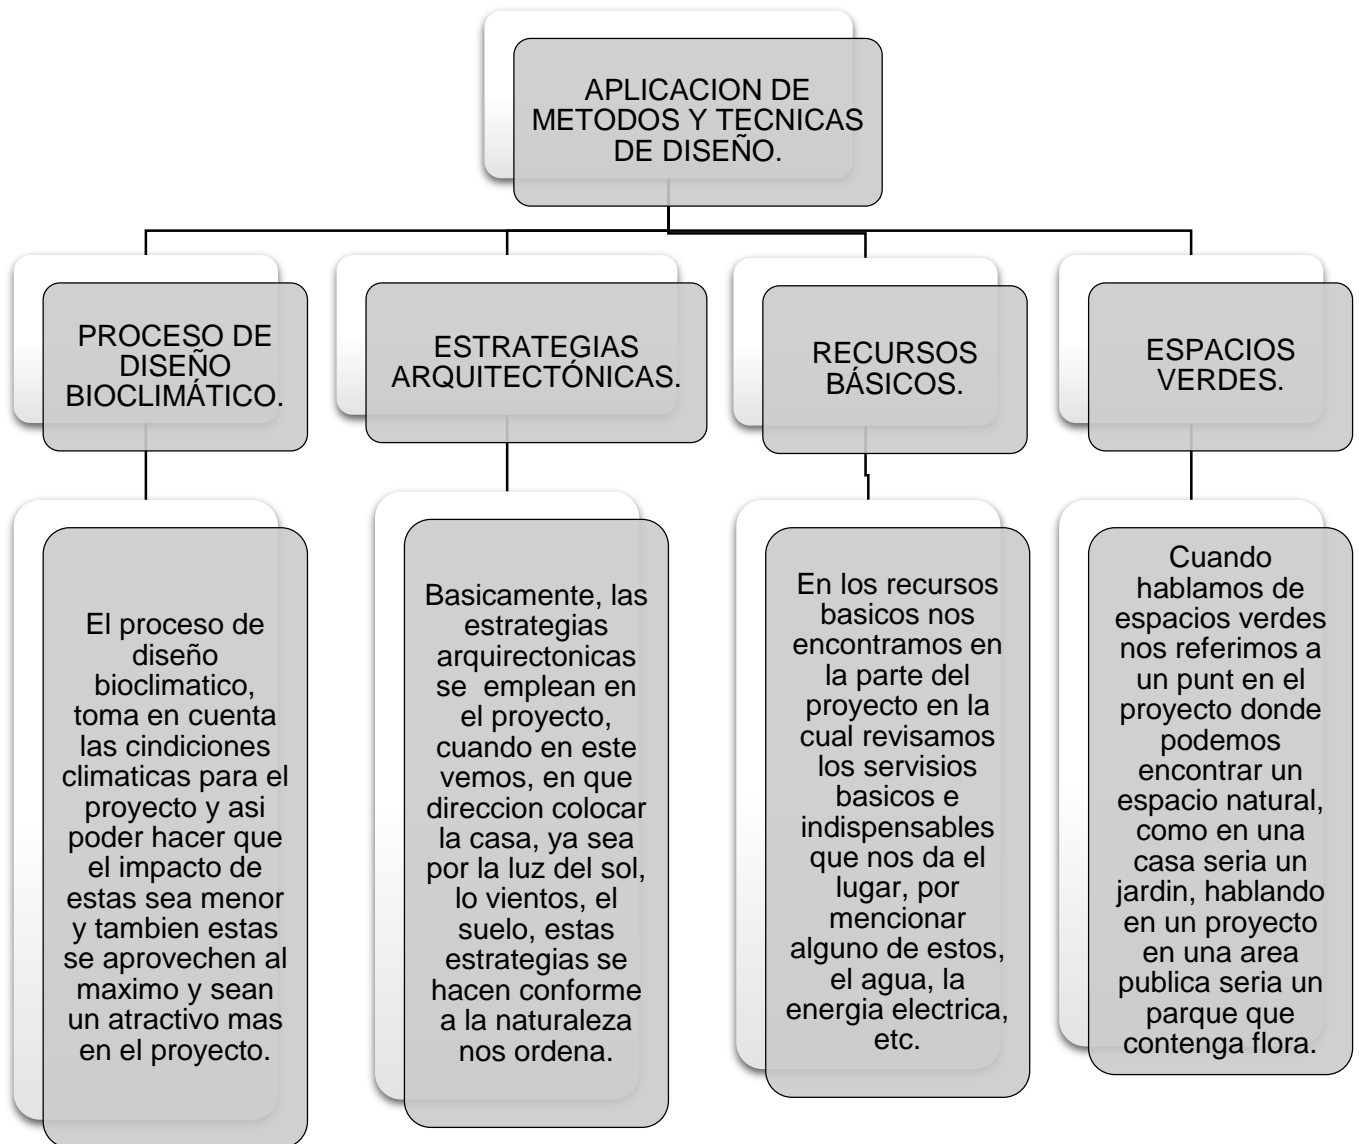 APLICACION DE
METODOS Y TECNICAS
DE DISEÑO.
PROCESO DE
DISEÑO
BIOCLIMÁTICO.
ESTRATEGIAS
ARQUITECTÓNICAS.
RECURSOS
BÁSICOS.
ESPACIOS
VERDES.
El proceso de
diseño
bioclimatico,
toma en cuenta
las cindiciones
climaticas para el
proyecto y asi
poder hacer que
el impacto de
estas sea menor
y tambien estas
se aprovechen al
maximo y sean
un atractivo mas
en el proyecto.
Basicamente, las
estrategias
arquirectonicas
se emplean en
el proyecto,
cuando en este
vemos, en que
direccion colocar
la casa, ya sea
por la luz del sol,
lo vientos, el
suelo, estas
estrategias se
hacen conforme
a la naturaleza
nos ordena.
En los recursos
basicos nos
encontramos en
la parte del
proyecto en la
cual revisamos
los servisios
basicos e
indispensables
que nos da el
lugar, por
mencionar
alguno de estos,
el agua, la
energia electrica,
etc.
Cuando
hablamos de
espacios verdes
nos referimos a
un punt en el
proyecto donde
podemos
encontrar un
espacio natural,
como en una
casa seria un
jardin, hablando
en un proyecto
en una area
publica seria un
parque que
contenga flora.